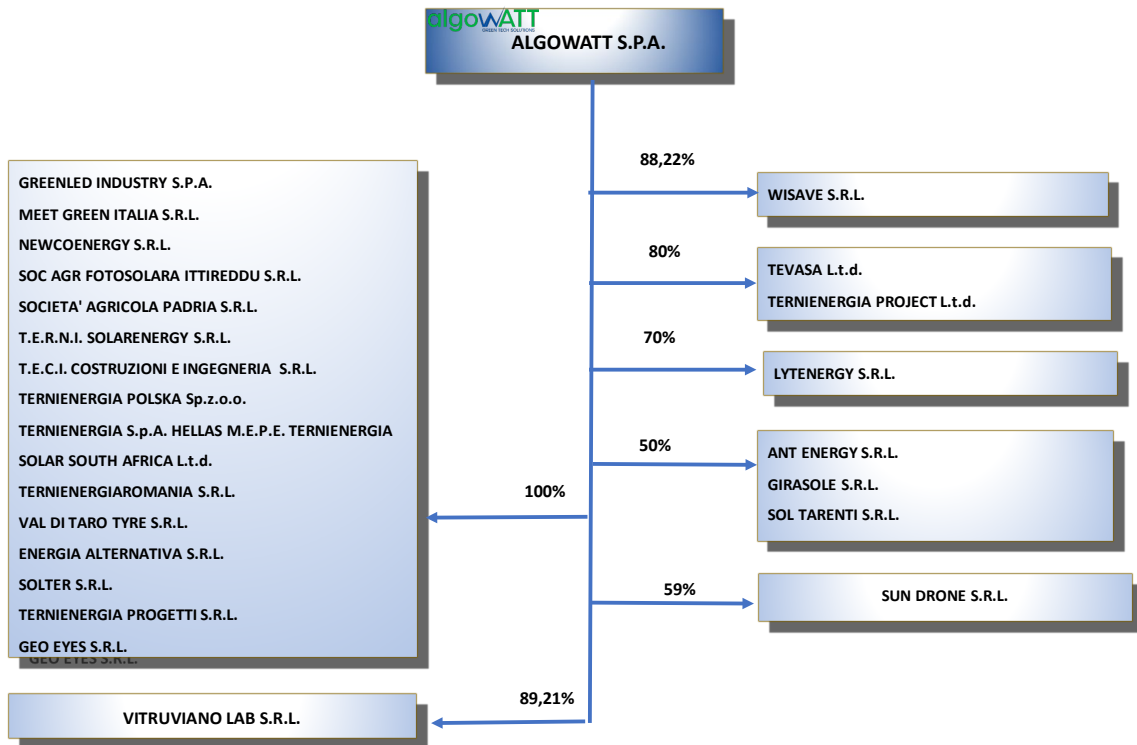 algoWATT
GREEN TECH SOLUTIONS
ALGOWATT S.P.A.
88,22%
WISAVE S.R.L.
80%
TEVASA L.t.d.
TERNIENERGIA PROJECT L.t.d.
70%
LYTENERGY S.R.L.
50%
ANT ENERGY S.R.L.
GIRASOLE S.R.L.
SOL TARENTI S.R.L.
59%
SUN DRONE S.R.L.
100%
GREENLED INDUSTRY S.P.A.
MEET GREEN ITALIA S.R.L.
NEWCOENERGY S.R.L.
SOC AGR FOTOSOLARA ITTIREDDU S.R.L.
SOCIETA' AGRICOLA PADRIA S.R.L.
T.E.R.N.I. SOLARENERGY S.R.L.
T.E.C.I. COSTRUZIONI E INGEGNERIA S.R.L.
TERNIENERGIA POLSKA Sp.z.o.o.
TERNIENERGIA S.p.A. HELLAS M.E.P.E. TERNIENERGIA
SOLAR SOUTH AFRICA L.t.d.
TERNIENERGIAROMANIA S.R.L.
VAL DI TARO TYRE S.R.L.
ENERGIA ALTERNATIVA S.R.L.
SOLTER S.R.L.
TERNIENERGIA PROGETTI S.R.L.
GEO EYES S.R.L.
GEO EYES S.R.L.
89,21%
VITRUVIANO LAB S.R.L.